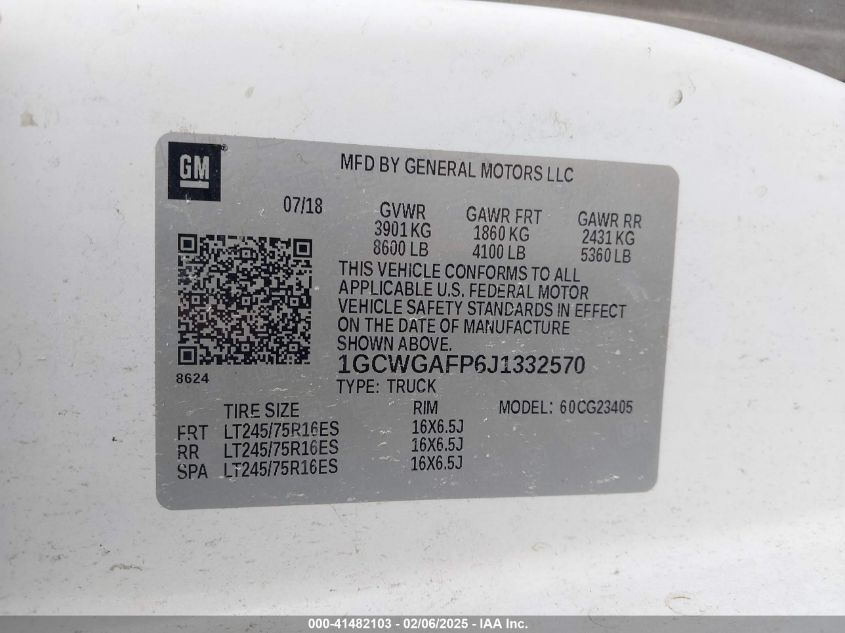 GM®
MFD BY GENERAL MOTORS LLC
07/18
GVWR GAWR FRT GAWR RR
3901 KG 1860 KG 2431 KG
8600 LB 4100 LB 5360 LB
THIS VEHICLE CONFORMS TO ALL
APPLICABLE U.S. FEDERAL MOTOR
VEHICLE SAFETY STANDARDS IN EFFECT
ON THE DATE OF MANUFACTURE
SHOWN ABOVE.
8624
1GCWGAFP6J1332570
TYPE: TRUCK
TIRE SIZE RIM MODEL: 60CG23405
FRT LT245/75R16ES 16X6.5J
RR LT245/75R16ES 16X6.5J
SPA LT245/75R16ES 16X6.5J
000-41482103 - 02/06/2025 - IAA Inc.